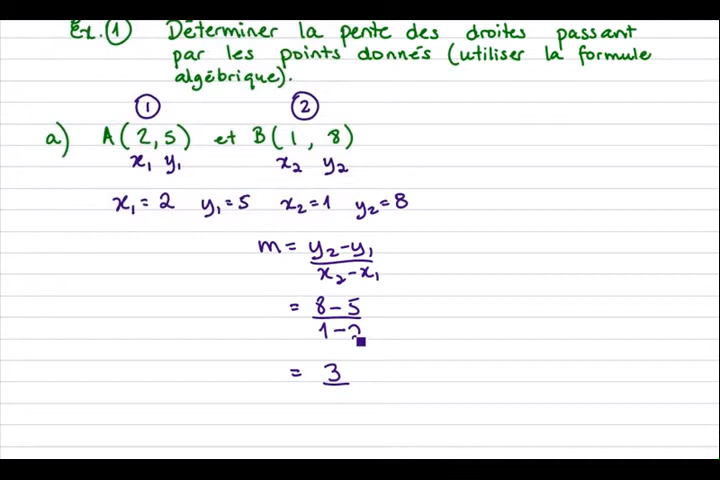 Ex. ① Déterminer la pente des droites passant
par les points donnés (utiliser la formule
algébrique).
① ②
a) A(2,5) et B(1, 8)
x₁ y₁ x₂ y₂
x₁ = 2 y₁ = 5 x₂ = 1 y₂ = 8
m = y₂ - y₁
x₂ - x₁
= 8 - 5
1 - 2
= 3